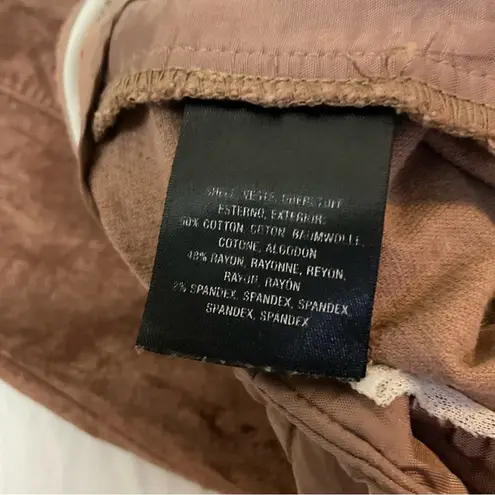 SHELL, VESTE, OBERSTOFF
ESTERNO, EXTERIOR:
50% COTTON, COTON, BAUMWOLLE,
COTONE, ALGODON
48% RAYON, RAYONNE, REYON,
RAYON, RAYÓN
2% SPANDEX, SPANDEX, SPANDEX
SPANDEX, SPANDEX